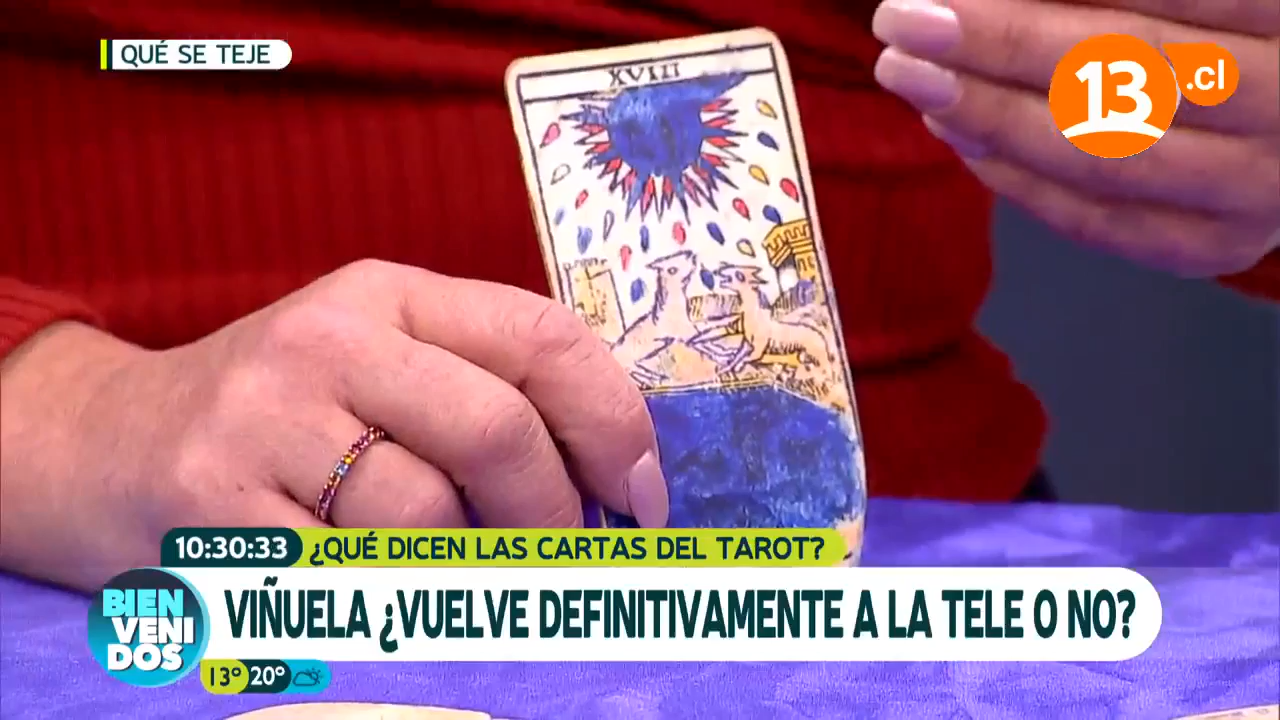 QUÉ SE TEJE
13.cl
XVIII
10:30:33
¿QUÉ DICEN LAS CARTAS DEL TAROT?
BIEN
VENI
DOS
VIÑUELA ¿VUELVE DEFINITIVAMENTE A LA TELE O NO?
13° 20°